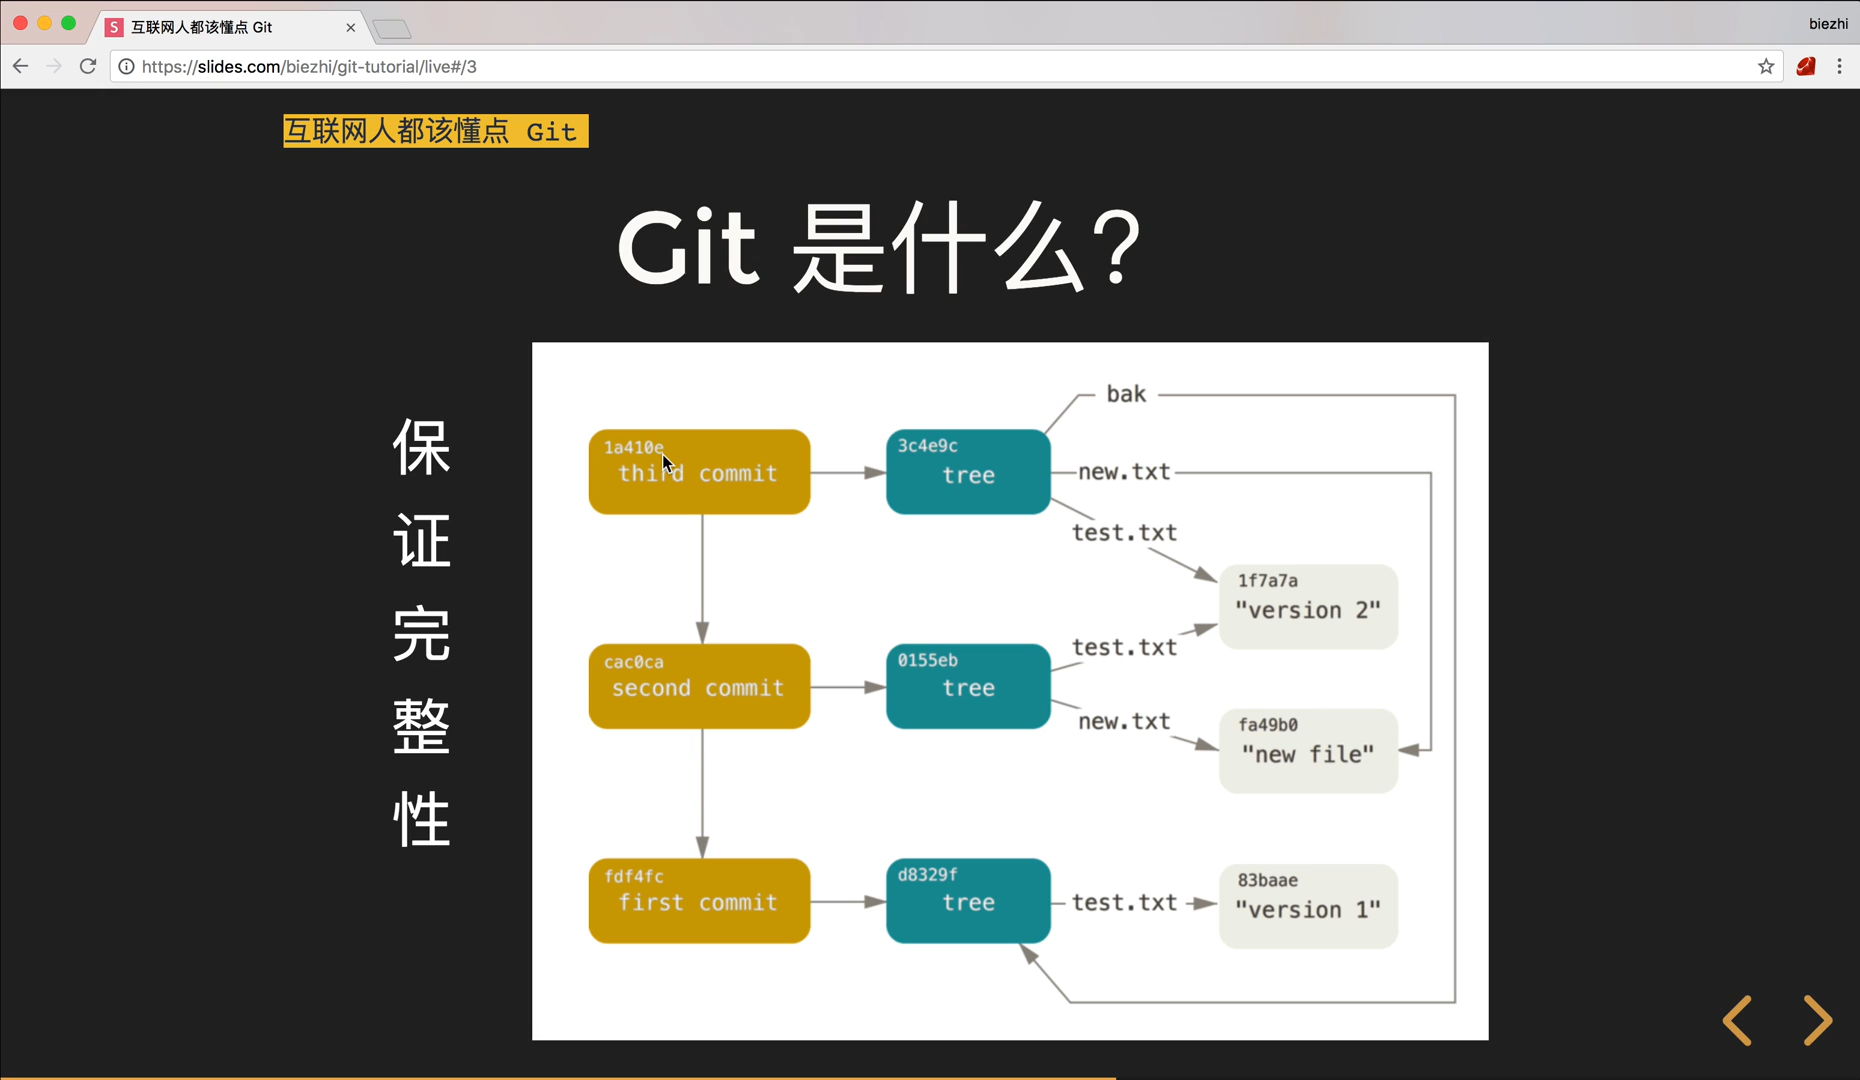 互联网人都该懂点 Git
biezhi
https://slides.com/biezhi/git-tutorial/live#/3
互联网人都该懂点 Git
Git 是什么?
保证完整性
bak
1a410e
third commit
3c4e9c
tree
new.txt
test.txt
1f7a7a
"version 2"
cac0ca
second commit
0155eb
tree
test.txt
new.txt
fa49b0
"new file"
fdf4fc
first commit
d8329f
tree
test.txt
83baae
"version 1"